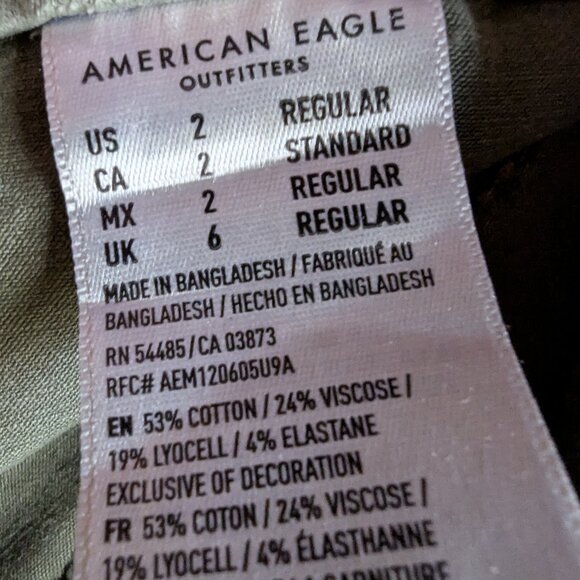 AMERICAN EAGLE
OUTFITTERS
US 2 REGULAR
CA 2 STANDARD
MX 2 REGULAR
UK 6 REGULAR
MADE IN BANGLADESH / FABRIQUÉ AU
BANGLADESH / HECHO EN BANGLADESH
RN 54485/CA 03873
RFC# AEM120605U9A
EN 53% COTTON / 24% VISCOSE /
19% LYOCELL / 4% ELASTANE
EXCLUSIVE OF DECORATION
FR 53% COTON / 24% VISCOSE /
19% LYOCELL / 4% ÉLASTHANNE
GARNITURE